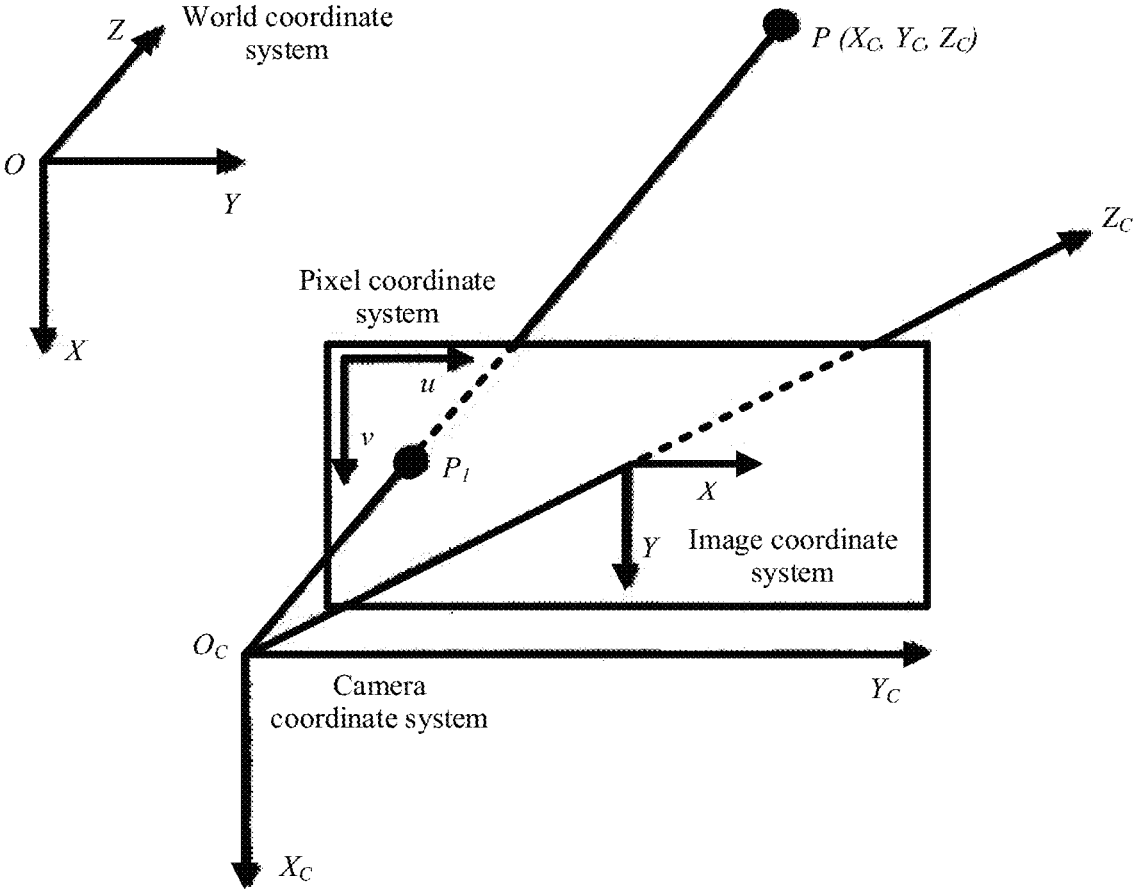 World coordinate
system
Z
P (X_C, Y_C, Z_C)
O
Y
X
Z_C
Pixel coordinate
system
u
v
P_1
X
Y
Image coordinate
system
O_C
Camera
coordinate system
Y_C
X_C